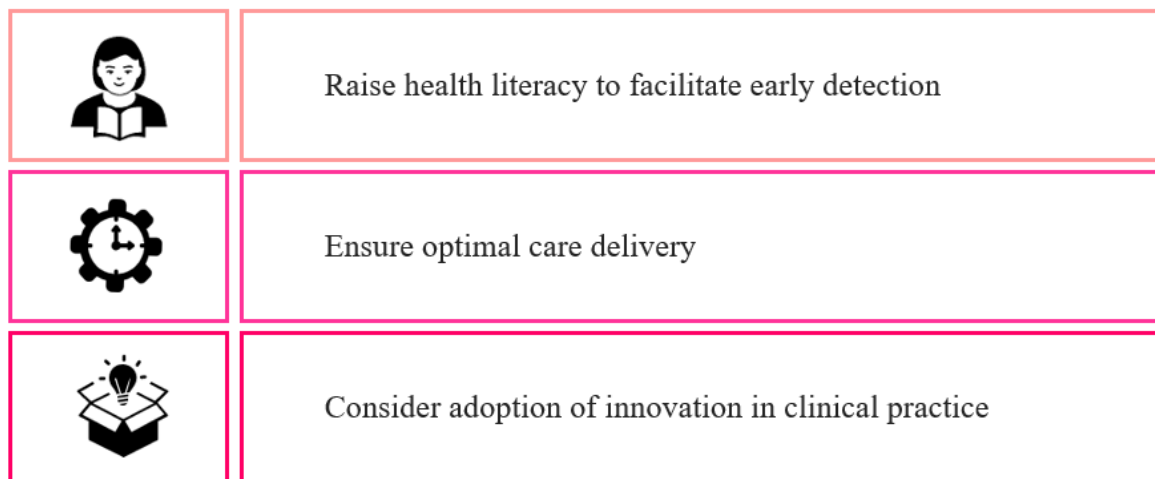 Raise health literacy to facilitate early detection
Ensure optimal care delivery
Consider adoption of innovation in clinical practice